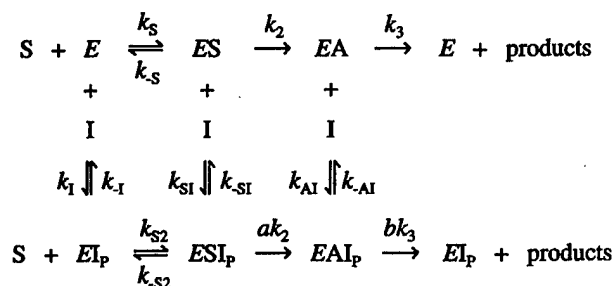 k_S k_2 k_3
S + E ⇌ ES → EA → E + products
k_-S
+ + +
I I I
k_I ⇌ k_-I k_SI ⇌ k_-SI k_AI ⇌ k_-AI
k_S2 ak_2 bk_3
S + EI_P ⇌ ESI_P → EAI_P → EI_P + products
k_-S2